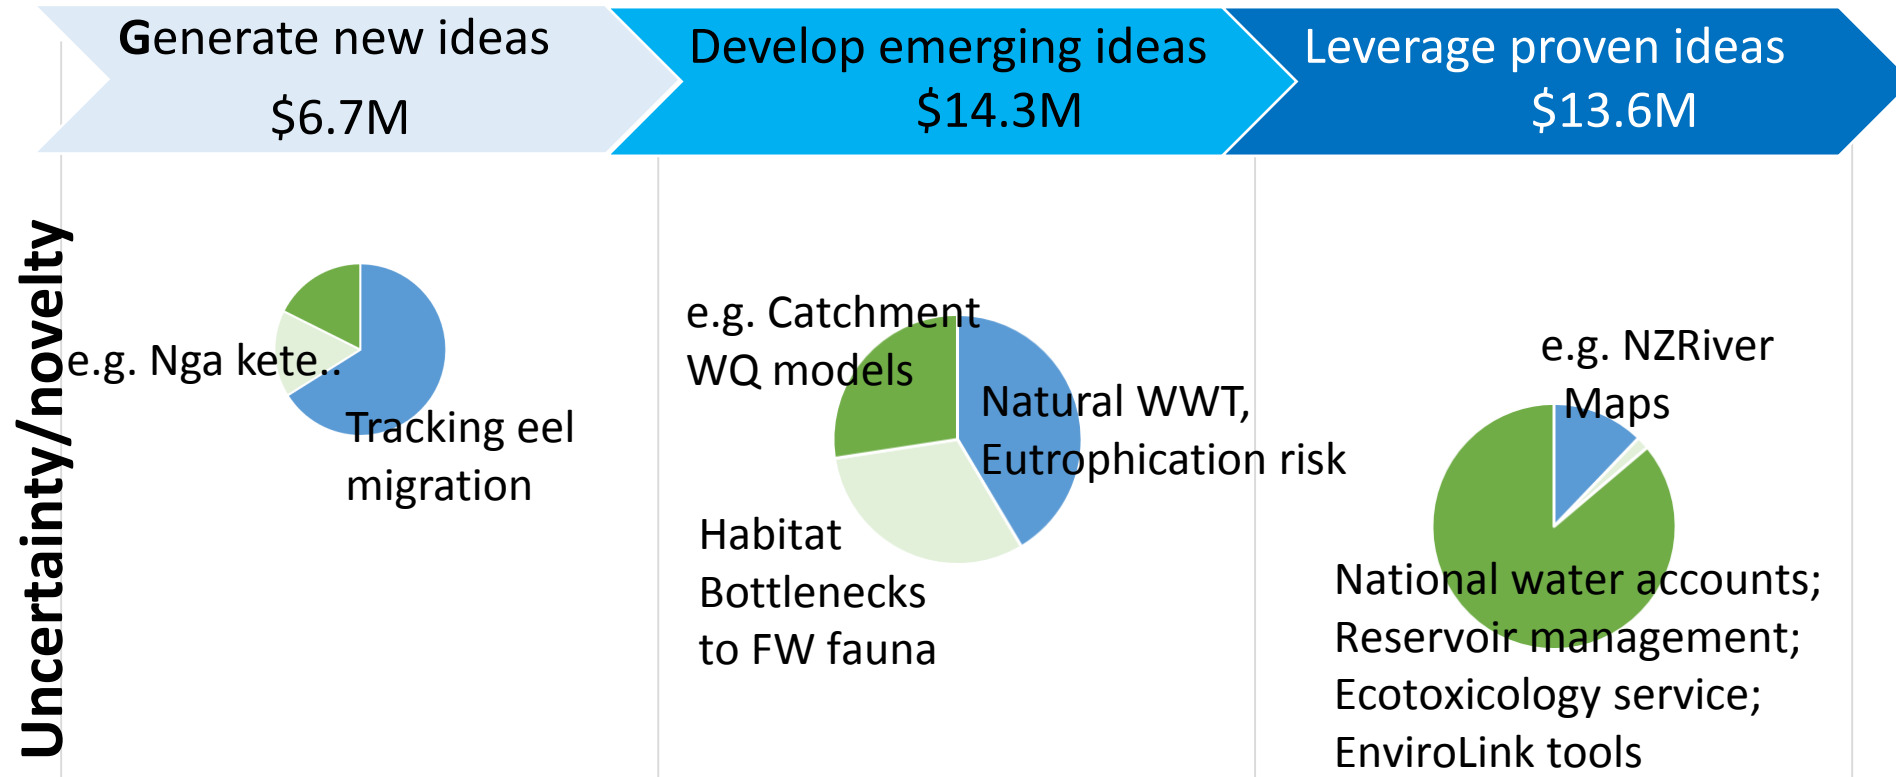 Generate new ideas
$6.7M
Develop emerging ideas
$14.3M
Leverage proven ideas
$13.6M
Uncertainty/novelty
e.g. Nga kete..
Tracking eel
migration
e.g. Catchment
WQ models
Natural WWT,
Eutrophication risk
Habitat
Bottlenecks
to FW fauna
e.g. NZRiver
Maps
National water accounts;
Reservoir management;
Ecotoxicology service;
EnviroLink tools